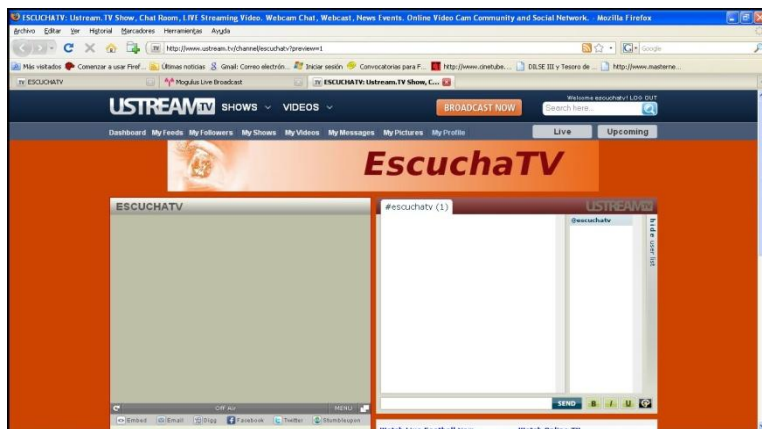 ESCUCHATV: Ustream.TV Show, Chat Room, LIVE Streaming Video. Webcam Chat, Webcast, News Events. Online Video Cam Community and Social Network. - Mozilla Firefox
Archivo Editar Ver Historial Marcadores Herramientas Ayuda
http://www.ustream.tv/channel/escuchatv?preview=1
Google
Más visitados Comenzar a usar Firef... Últimas noticias Gmail: Correo electrón... Iniciar sesión Convocatorias para F... http://www.cinetube.... DILSE III y Tesoro de ... http://www.masterne...
ESCUCHATV Mogulus Live Broadcast ESCUCHATV: Ustream.TV Show, C...
Welcome escuchatv! LOG OUT
USTREAM TV SHOWS VIDEOS BROADCAST NOW Search here...
Dashboard My Feeds My Followers My Shows My Videos My Messages My Pictures My Profile Live Upcoming
EscuchaTV
ESCUCHATV #escuchatv (1) USTREAM TV
@escuchatv
hide user list
Off Air MENU
SEND B I U
Embed Email Digg Facebook Twitter Stumbleupon